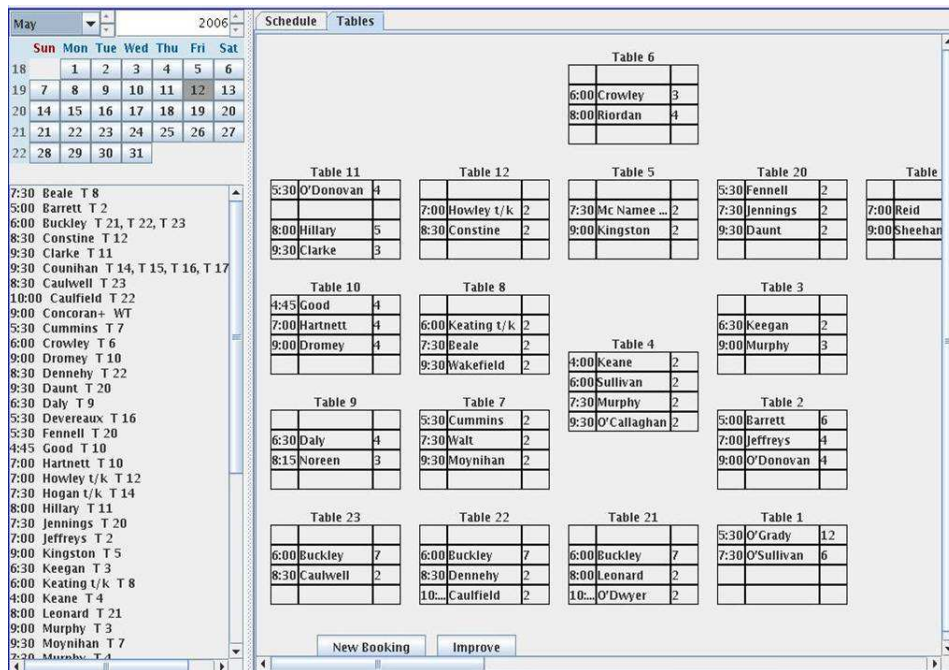 May 2006
Sun Mon Tue Wed Thu Fri Sat
18 1 2 3 4 5 6
19 7 8 9 10 11 12 13
20 14 15 16 17 18 19 20
21 21 22 23 24 25 26 27
22 28 29 30 31
7:30 Beale T 8
5:00 Barrett T 2
6:00 Buckley T 21, T 22, T 23
8:30 Constine T 12
9:30 Clarke T 11
9:30 Counihan T 14, T 15, T 16, T 17
8:30 Caulwell T 23
10:00 Caulfield T 22
9:00 Concoran+ WT
5:30 Cummins T 7
6:00 Crowley T 6
9:00 Dromey T 10
8:30 Dennehy T 22
9:30 Daunt T 20
6:30 Daly T 9
5:30 Devereaux T 16
5:30 Fennell T 20
4:45 Good T 10
7:00 Hartnett T 10
7:00 Howley t/k T 12
7:30 Hogan t/k T 14
8:00 Hillary T 11
7:30 Jennings T 20
7:00 Jeffreys T 2
9:00 Kingston T 5
6:30 Keegan T 3
6:00 Keating t/k T 8
4:00 Keane T 4
8:00 Leonard T 21
9:00 Murphy T 3
9:30 Moynihan T 7
7:30 Murphy T 4
Schedule Tables
Table 6
6:00 Crowley 3
8:00 Riordan 4
Table 11
5:30 O'Donovan 4
8:00 Hillary 5
9:30 Clarke 3
Table 12
7:00 Howley t/k 2
8:30 Constine 2
Table 5
7:30 Mc Namee ... 2
9:00 Kingston 2
Table 20
5:30 Fennell 2
7:30 Jennings 2
9:30 Daunt 2
Table
7:00 Reid
9:00 Sheehan
Table 10
4:45 Good 4
7:00 Hartnett 4
9:00 Dromey 4
Table 8
6:00 Keating t/k 2
7:30 Beale 2
9:30 Wakefield 2
Table 4
4:00 Keane 2
6:00 Sullivan 2
7:30 Murphy 2
9:30 O'Callaghan 2
Table 3
6:30 Keegan 2
9:00 Murphy 3
Table 9
6:30 Daly 4
8:15 Noreen 3
Table 7
5:30 Cummins 2
7:30 Walt 2
9:30 Moynihan 2
Table 2
5:00 Barrett 6
7:00 Jeffreys 4
9:00 O'Donovan 4
Table 23
6:00 Buckley 7
8:30 Caulwell 2
Table 22
6:00 Buckley 7
8:30 Dennehy 2
10:... Caulfield 2
Table 21
6:00 Buckley 7
8:00 Leonard 2
10:... O'Dwyer 2
Table 1
5:30 O'Grady 12
7:30 O'Sullivan 6
New Booking Improve